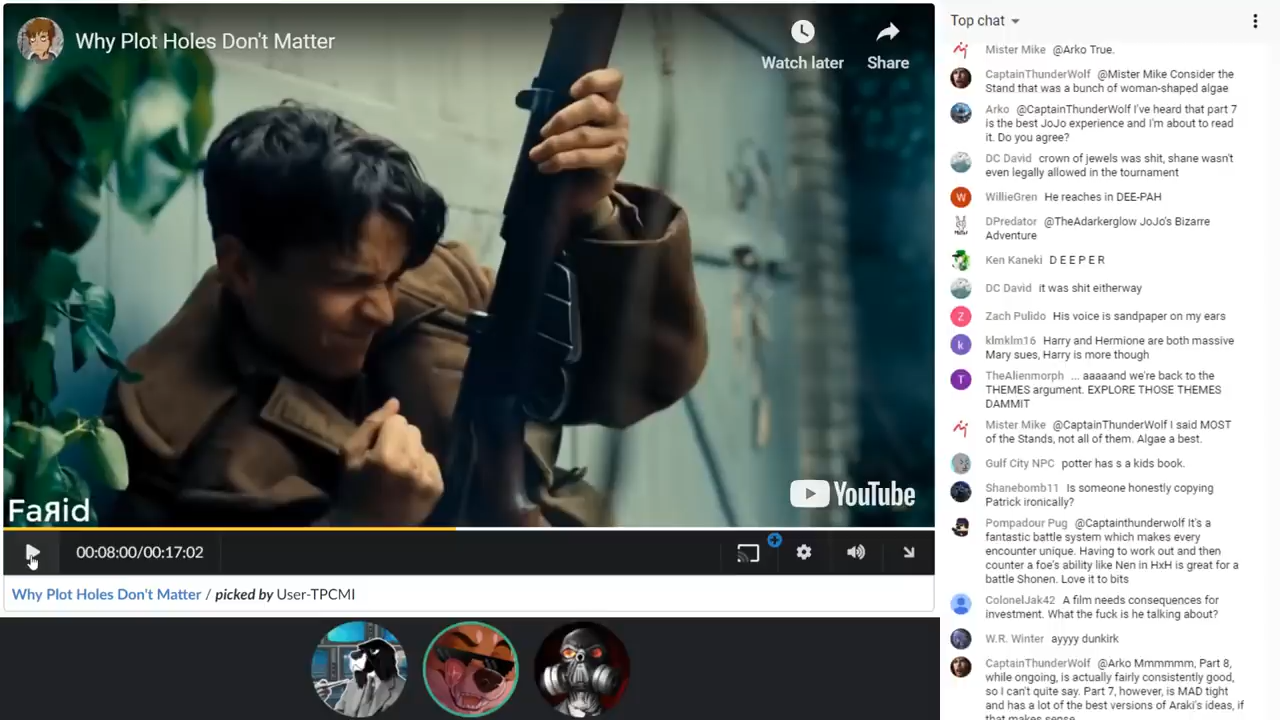 Why Plot Holes Don't Matter
Watch later
Share
FaЯid
YouTube
00:08:00/00:17:02
Why Plot Holes Don't Matter / picked by User-TPCMI
Top chat
Mister Mike @Arko True.
CaptainThunderWolf @Mister Mike Consider the
Stand that was a bunch of woman-shaped algae
Arko @CaptainThunderWolf I've heard that part 7
is the best JoJo experience and I'm about to read
it. Do you agree?
DC David crown of jewels was shit, shane wasn't
even legally allowed in the tournament
W
WillieGren He reaches in DEE-PAH
DPredator @TheAdarkerglow JoJo's Bizarre
Adventure
Ken Kaneki D E E P E R
DC David it was shit eitherway
Z
Zach Pulido His voice is sandpaper on my ears
k
klmklm16 Harry and Hermione are both massive
Mary sues, Harry is more though
T
TheAlienmorph ... aaaaand we're back to the
THEMES argument. EXPLORE THOSE THEMES
DAMMIT
Mister Mike @CaptainThunderWolf I said MOST
of the Stands, not all of them. Algae a best.
Gulf City NPC potter has s a kids book.
Shanebomb11 Is someone honestly copying
Patrick ironically?
Pompadour Pug @Captainthunderwolf It's a
fantastic battle system which makes every
encounter unique. Having to work out and then
counter a foe's ability like Nen in HxH is great for a
battle Shonen. Love it to bits
ColonelJak42 A film needs consequences for
investment. What the fuck is he talking about?
W.R. Winter ayyyy dunkirk
CaptainThunderWolf @Arko Mmmmmm, Part 8,
while ongoing, is actually fairly consistently good,
so I can't quite say. Part 7, however, is MAD tight
and has a lot of the best versions of Araki's ideas, if
that makes sense